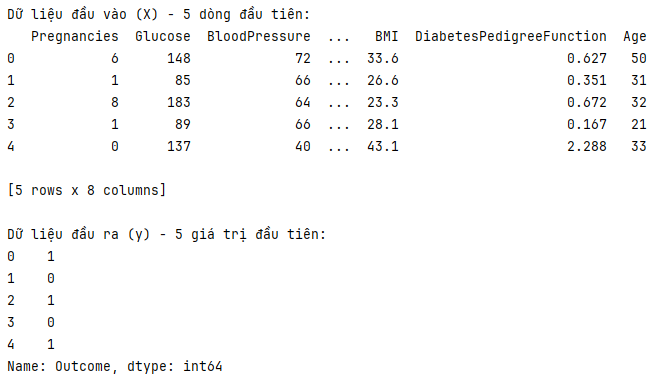 Dữ liệu đầu vào (X) - 5 dòng đầu tiên:
   Pregnancies  Glucose  BloodPressure  ...   BMI  DiabetesPedigreeFunction  Age
0            6      148             72  ...  33.6                     0.627   50
1            1       85             66  ...  26.6                     0.351   31
2            8      183             64  ...  23.3                     0.672   32
3            1       89             66  ...  28.1                     0.167   21
4            0      137             40  ...  43.1                     2.288   33

[5 rows x 8 columns]

Dữ liệu đầu ra (y) - 5 giá trị đầu tiên:
0    1
1    0
2    1
3    0
4    1
Name: Outcome, dtype: int64